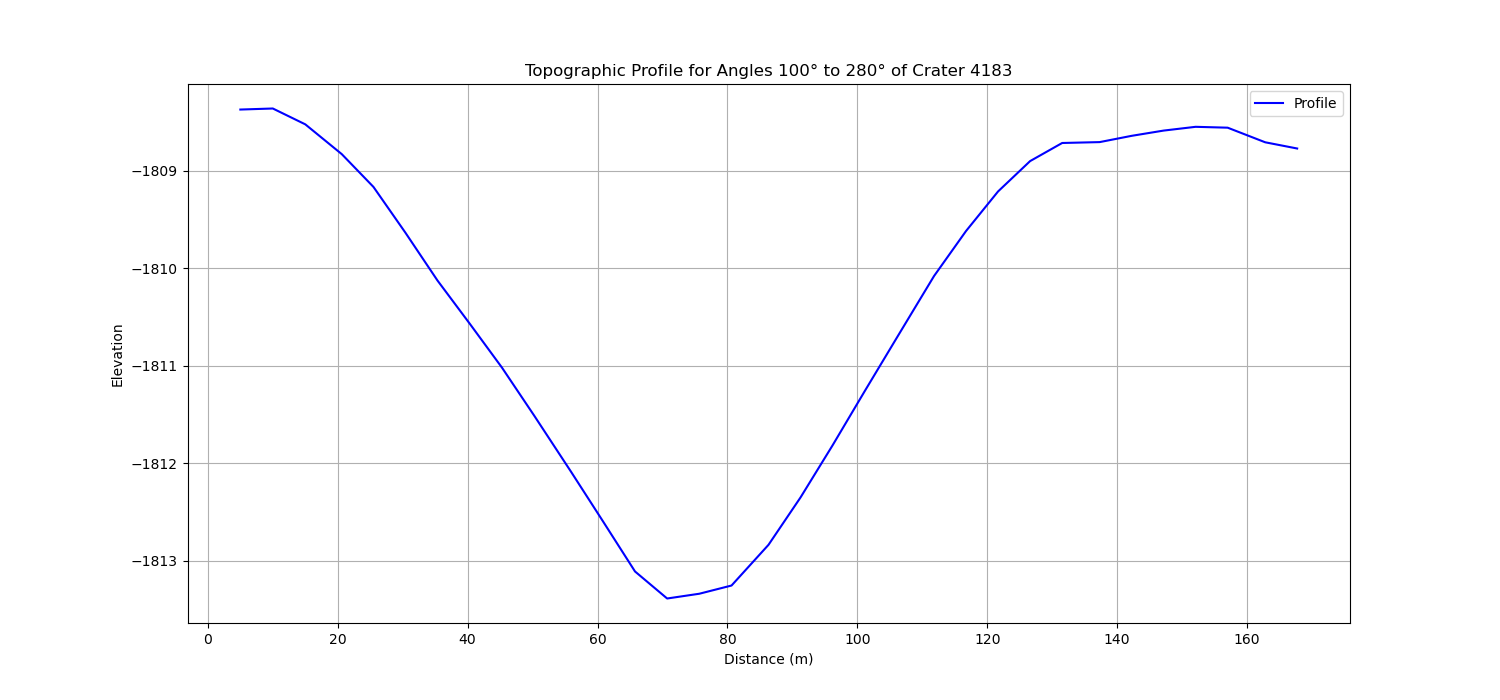 Topographic Profile for Angles 100° to 280° of Crater 4183
Profile
−1809
−1810
−1811
−1812
−1813
Elevation
0 20 40 60 80 100 120 140 160
Distance (m)